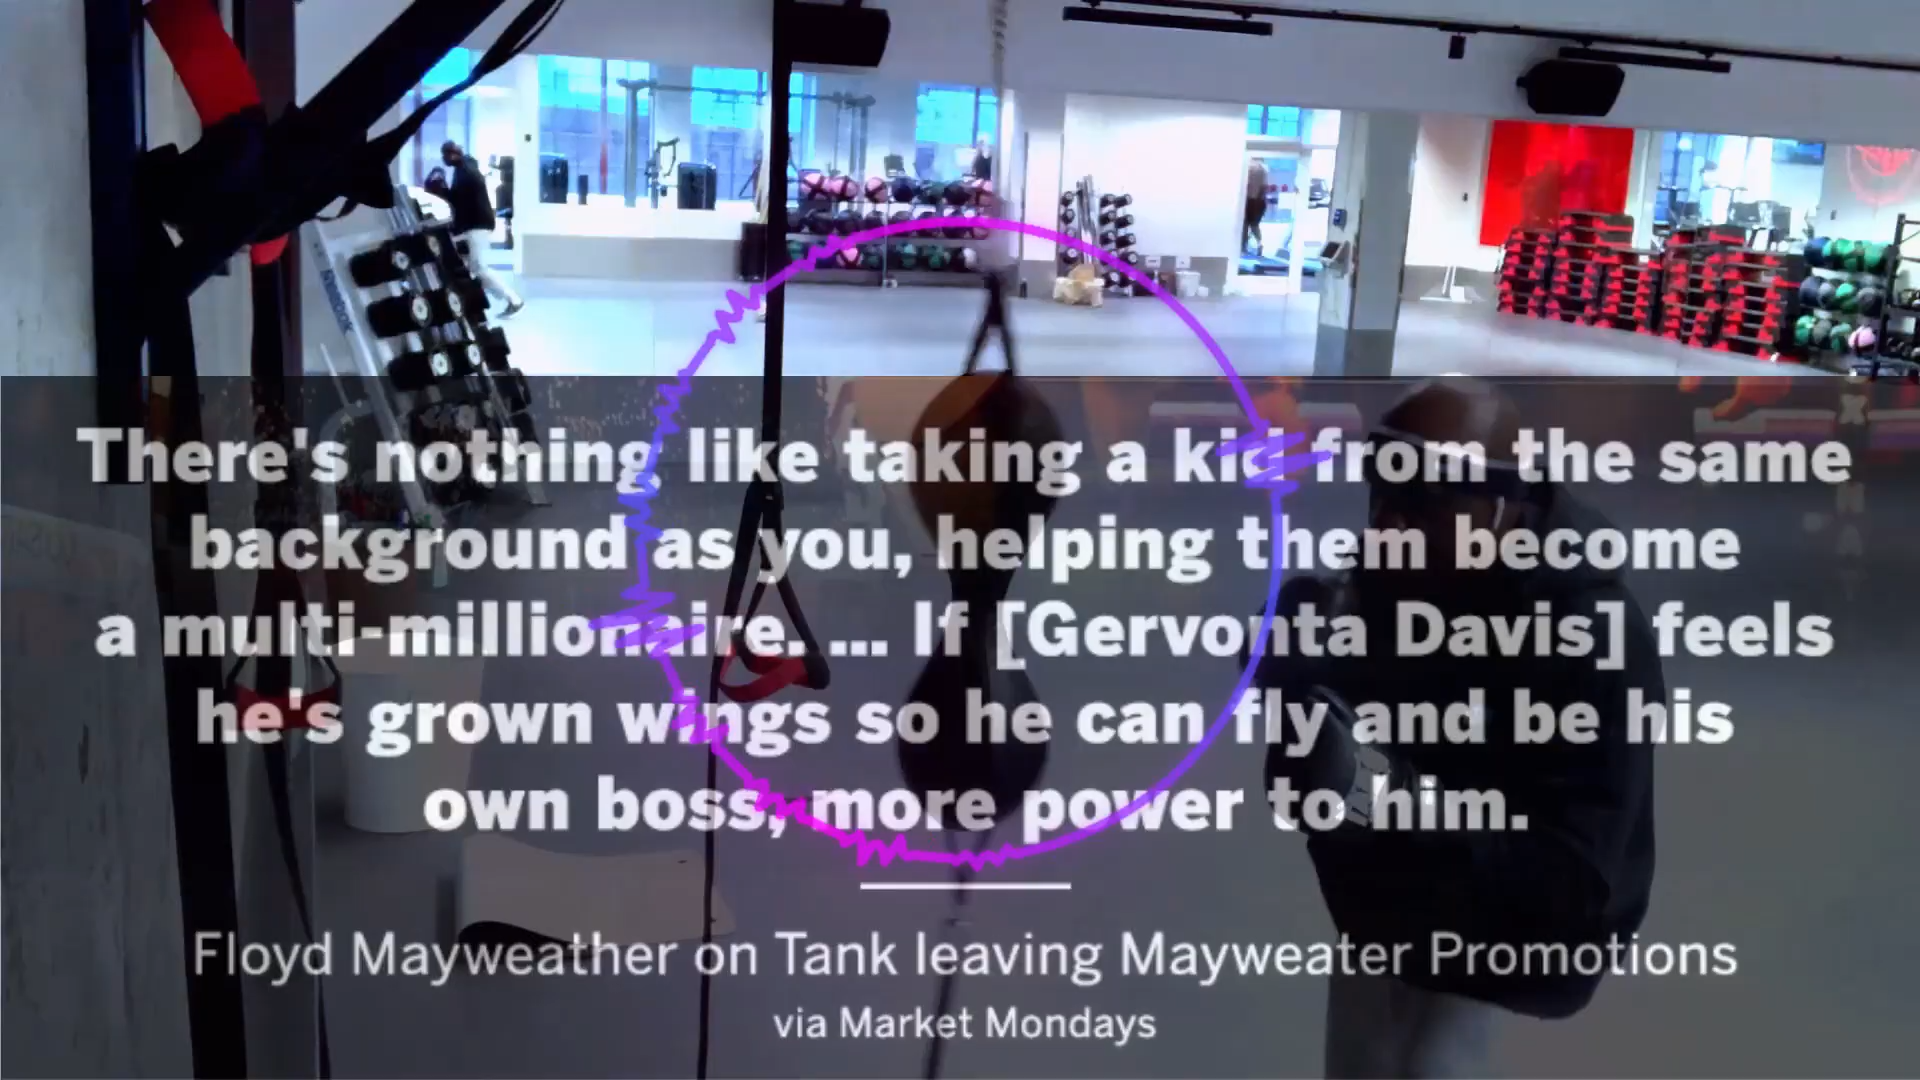 Reebok
There's nothing like taking a kid from the same
background as you, helping them become
a multi-millionaire. ... If [Gervonta Davis] feels
he's grown wings so he can fly and be his
own boss, more power to him.
Floyd Mayweather on Tank leaving Mayweater Promotions
via Market Mondays